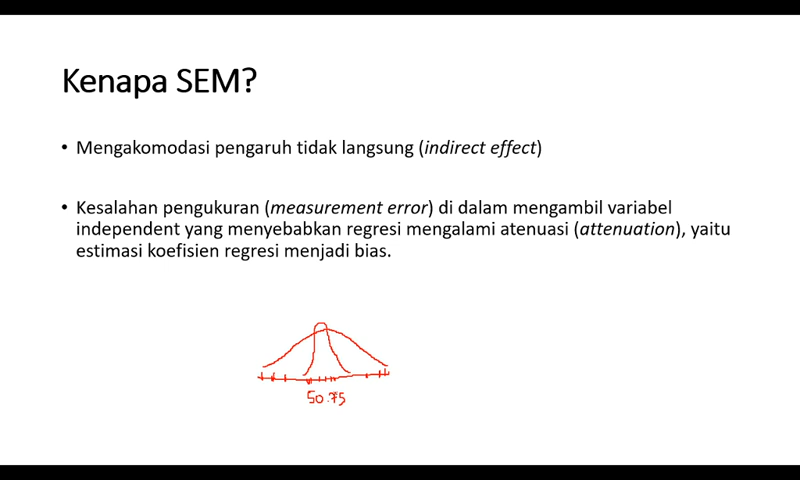 Kenapa SEM?
• Mengakomodasi pengaruh tidak langsung (indirect effect)
• Kesalahan pengukuran (measurement error) di dalam mengambil variabel
independent yang menyebabkan regresi mengalami atenuasi (attenuation), yaitu
estimasi koefisien regresi menjadi bias.
50.75